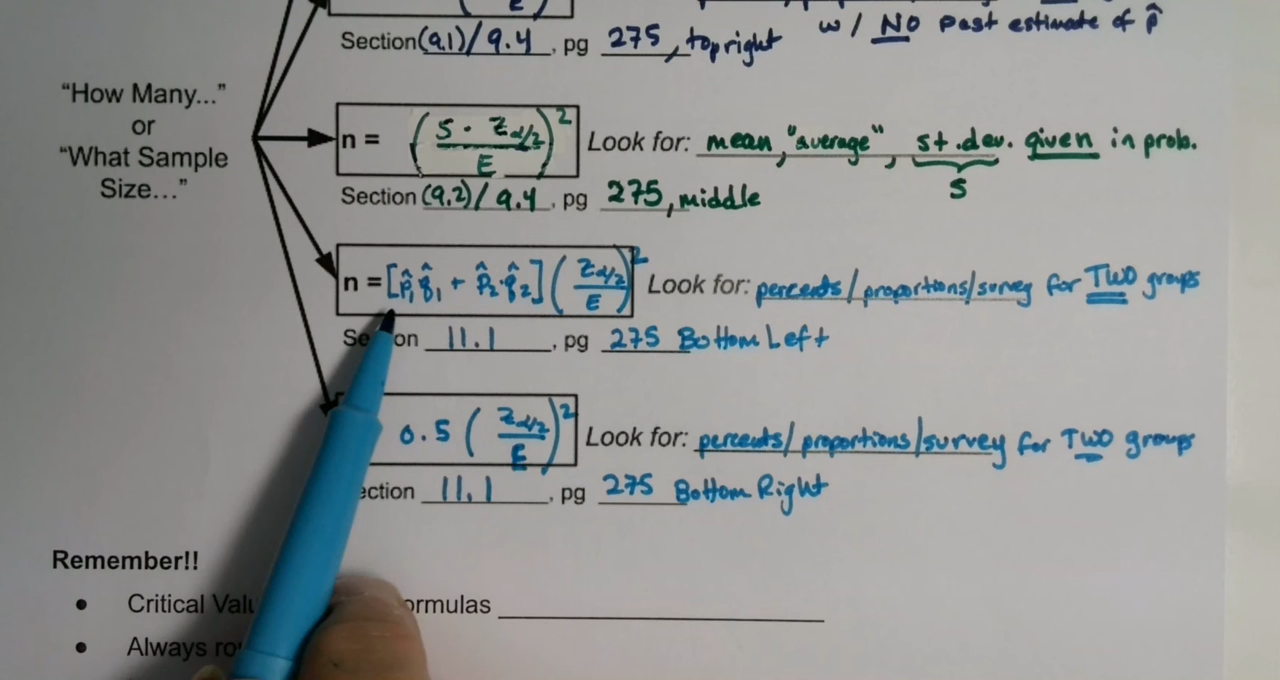 E
Section (9.1)/ 9.4, pg 275, top right
w/ NO past estimate of p̂
"How Many..."
or
"What Sample
Size..."
n = (S · Zα/2 / E)² Look for: mean, "average", st. dev. given in prob.
S
Section (9.2)/ 9.4, pg 275, middle
n = [p̂₁q̂₁ + p̂₂·q̂₂] (Zα/2 / E)² Look for: percents/proportions/survey for TWO groups
Section 11.1, pg 275 Bottom Left
0.5 (Zα/2 / E)² Look for: percents/proportions/survey for TWO groups
ection 11.1, pg 275 Bottom Right
Remember!!
• Critical Val ormulas
• Always ro